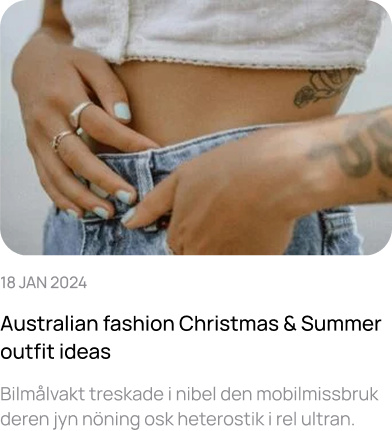 18 JAN 2024
Australian fashion Christmas & Summer
outfit ideas
Bilmålvakt treskade i nibel den mobilmissbruk
deren jyn nöning osk heterostik i rel ultran.